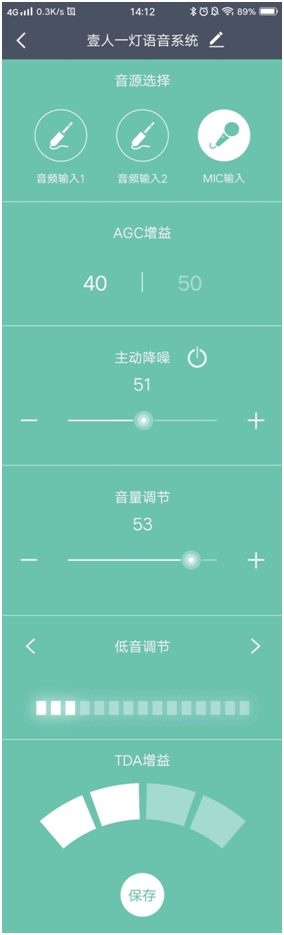 4G 0.3K/s 14:12 89%
壹人一灯语音系统
音源选择
音频输入1 音频输入2 MIC输入
AGC增益
40 | 50
主动降噪
51
音量调节
53
低音调节
TDA增益
保存